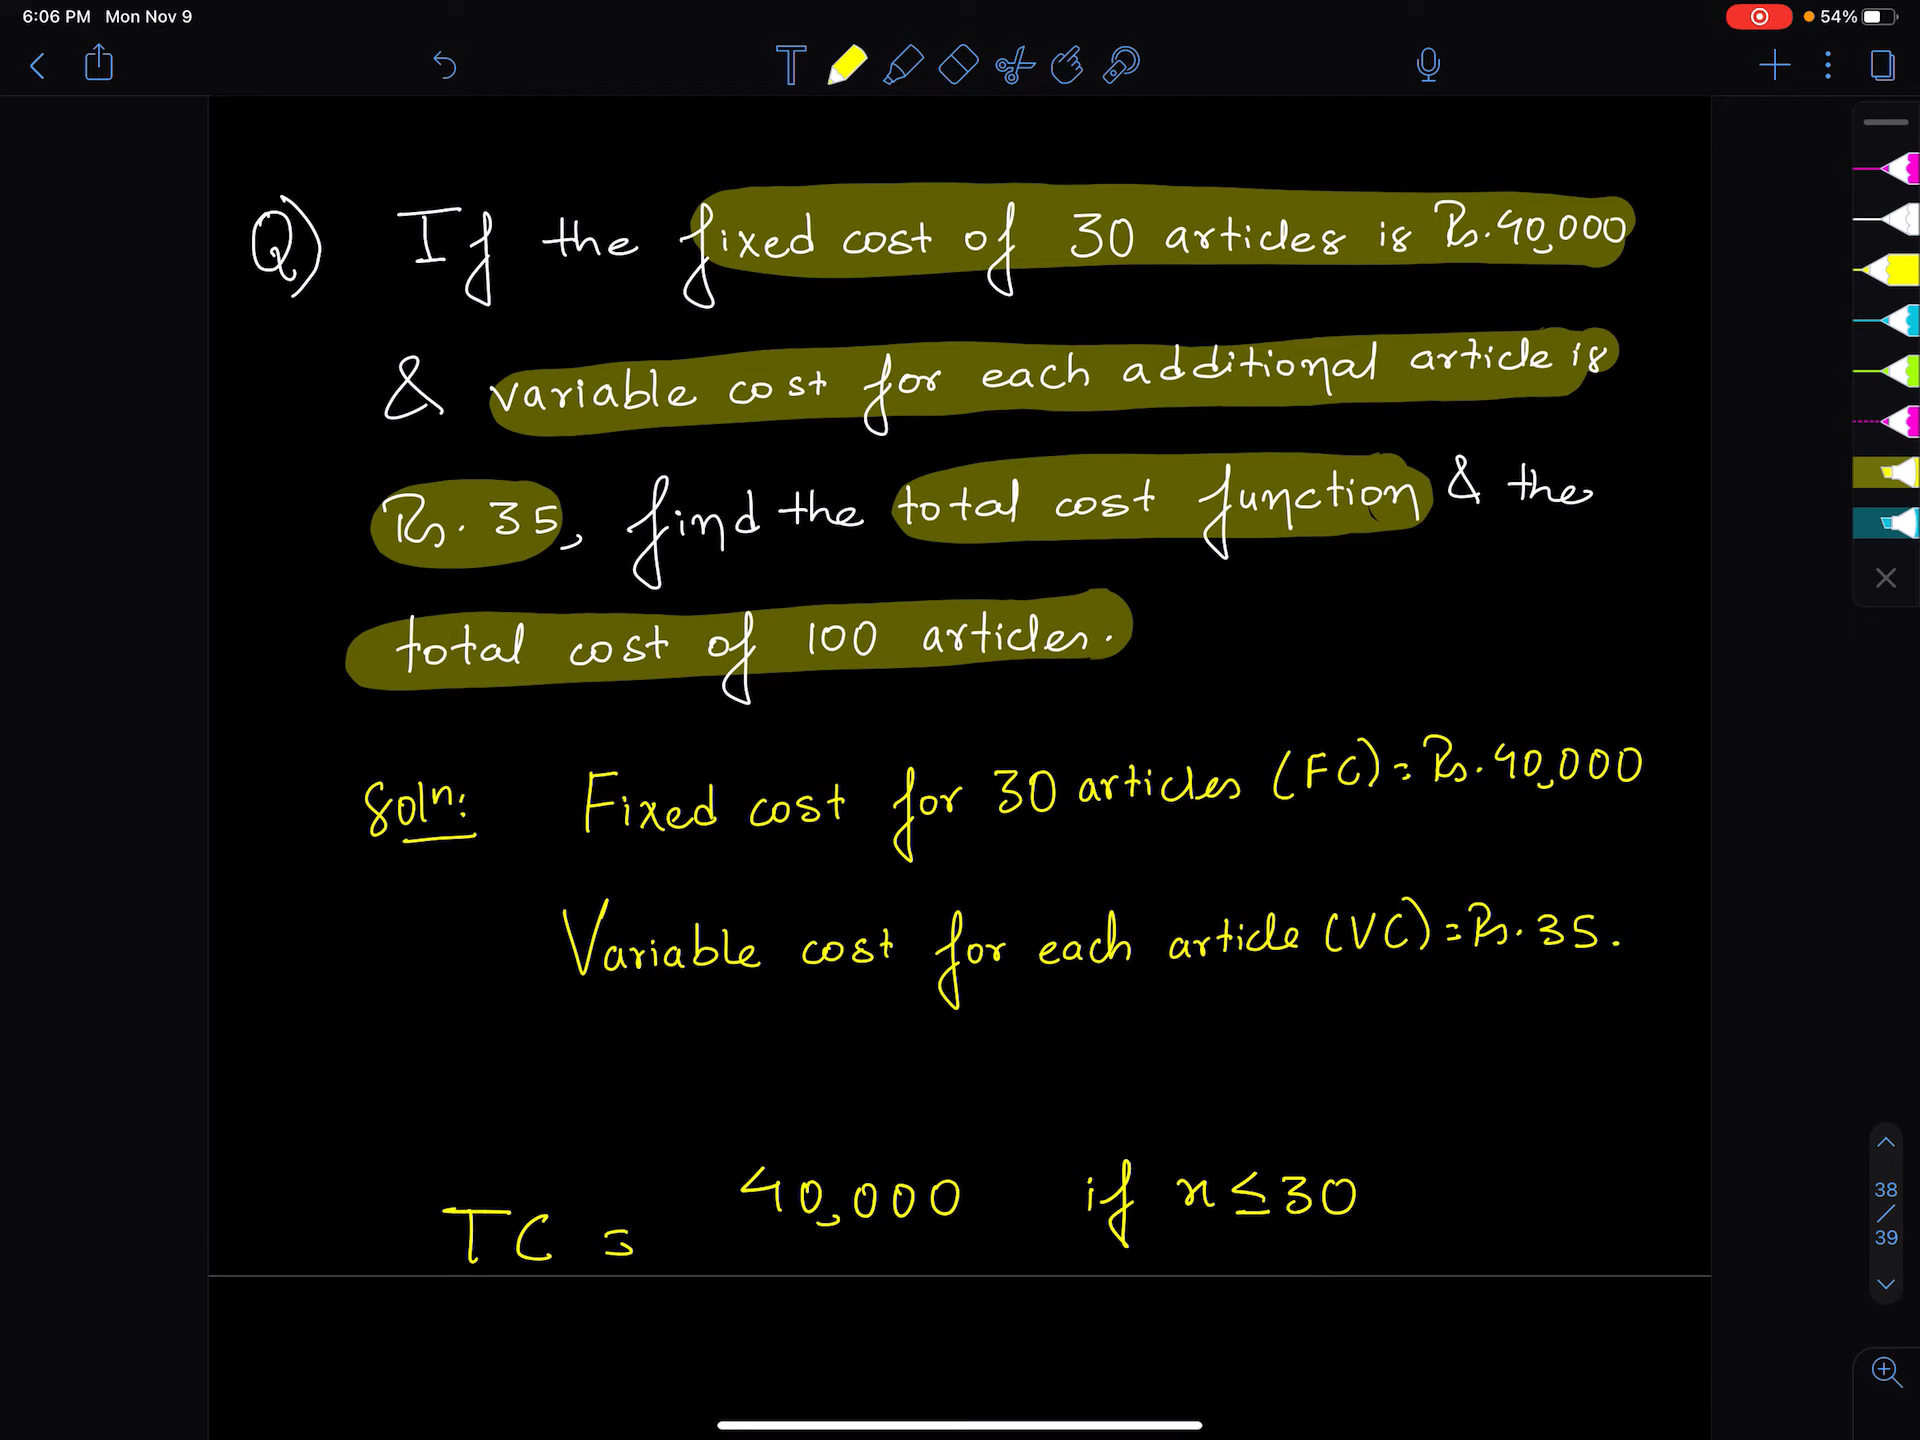 6:06 PM Mon Nov 9
54%
T
Q) If the fixed cost of 30 articles is Rs. 40,000
& variable cost for each additional article is
Rs. 35, find the total cost function & the
total cost of 100 articles.
Soln: Fixed cost for 30 articles (FC) = Rs. 40,000
Variable cost for each article (VC) = Rs. 35.
40,000 if x ≤ 30
TC =
38
/
39